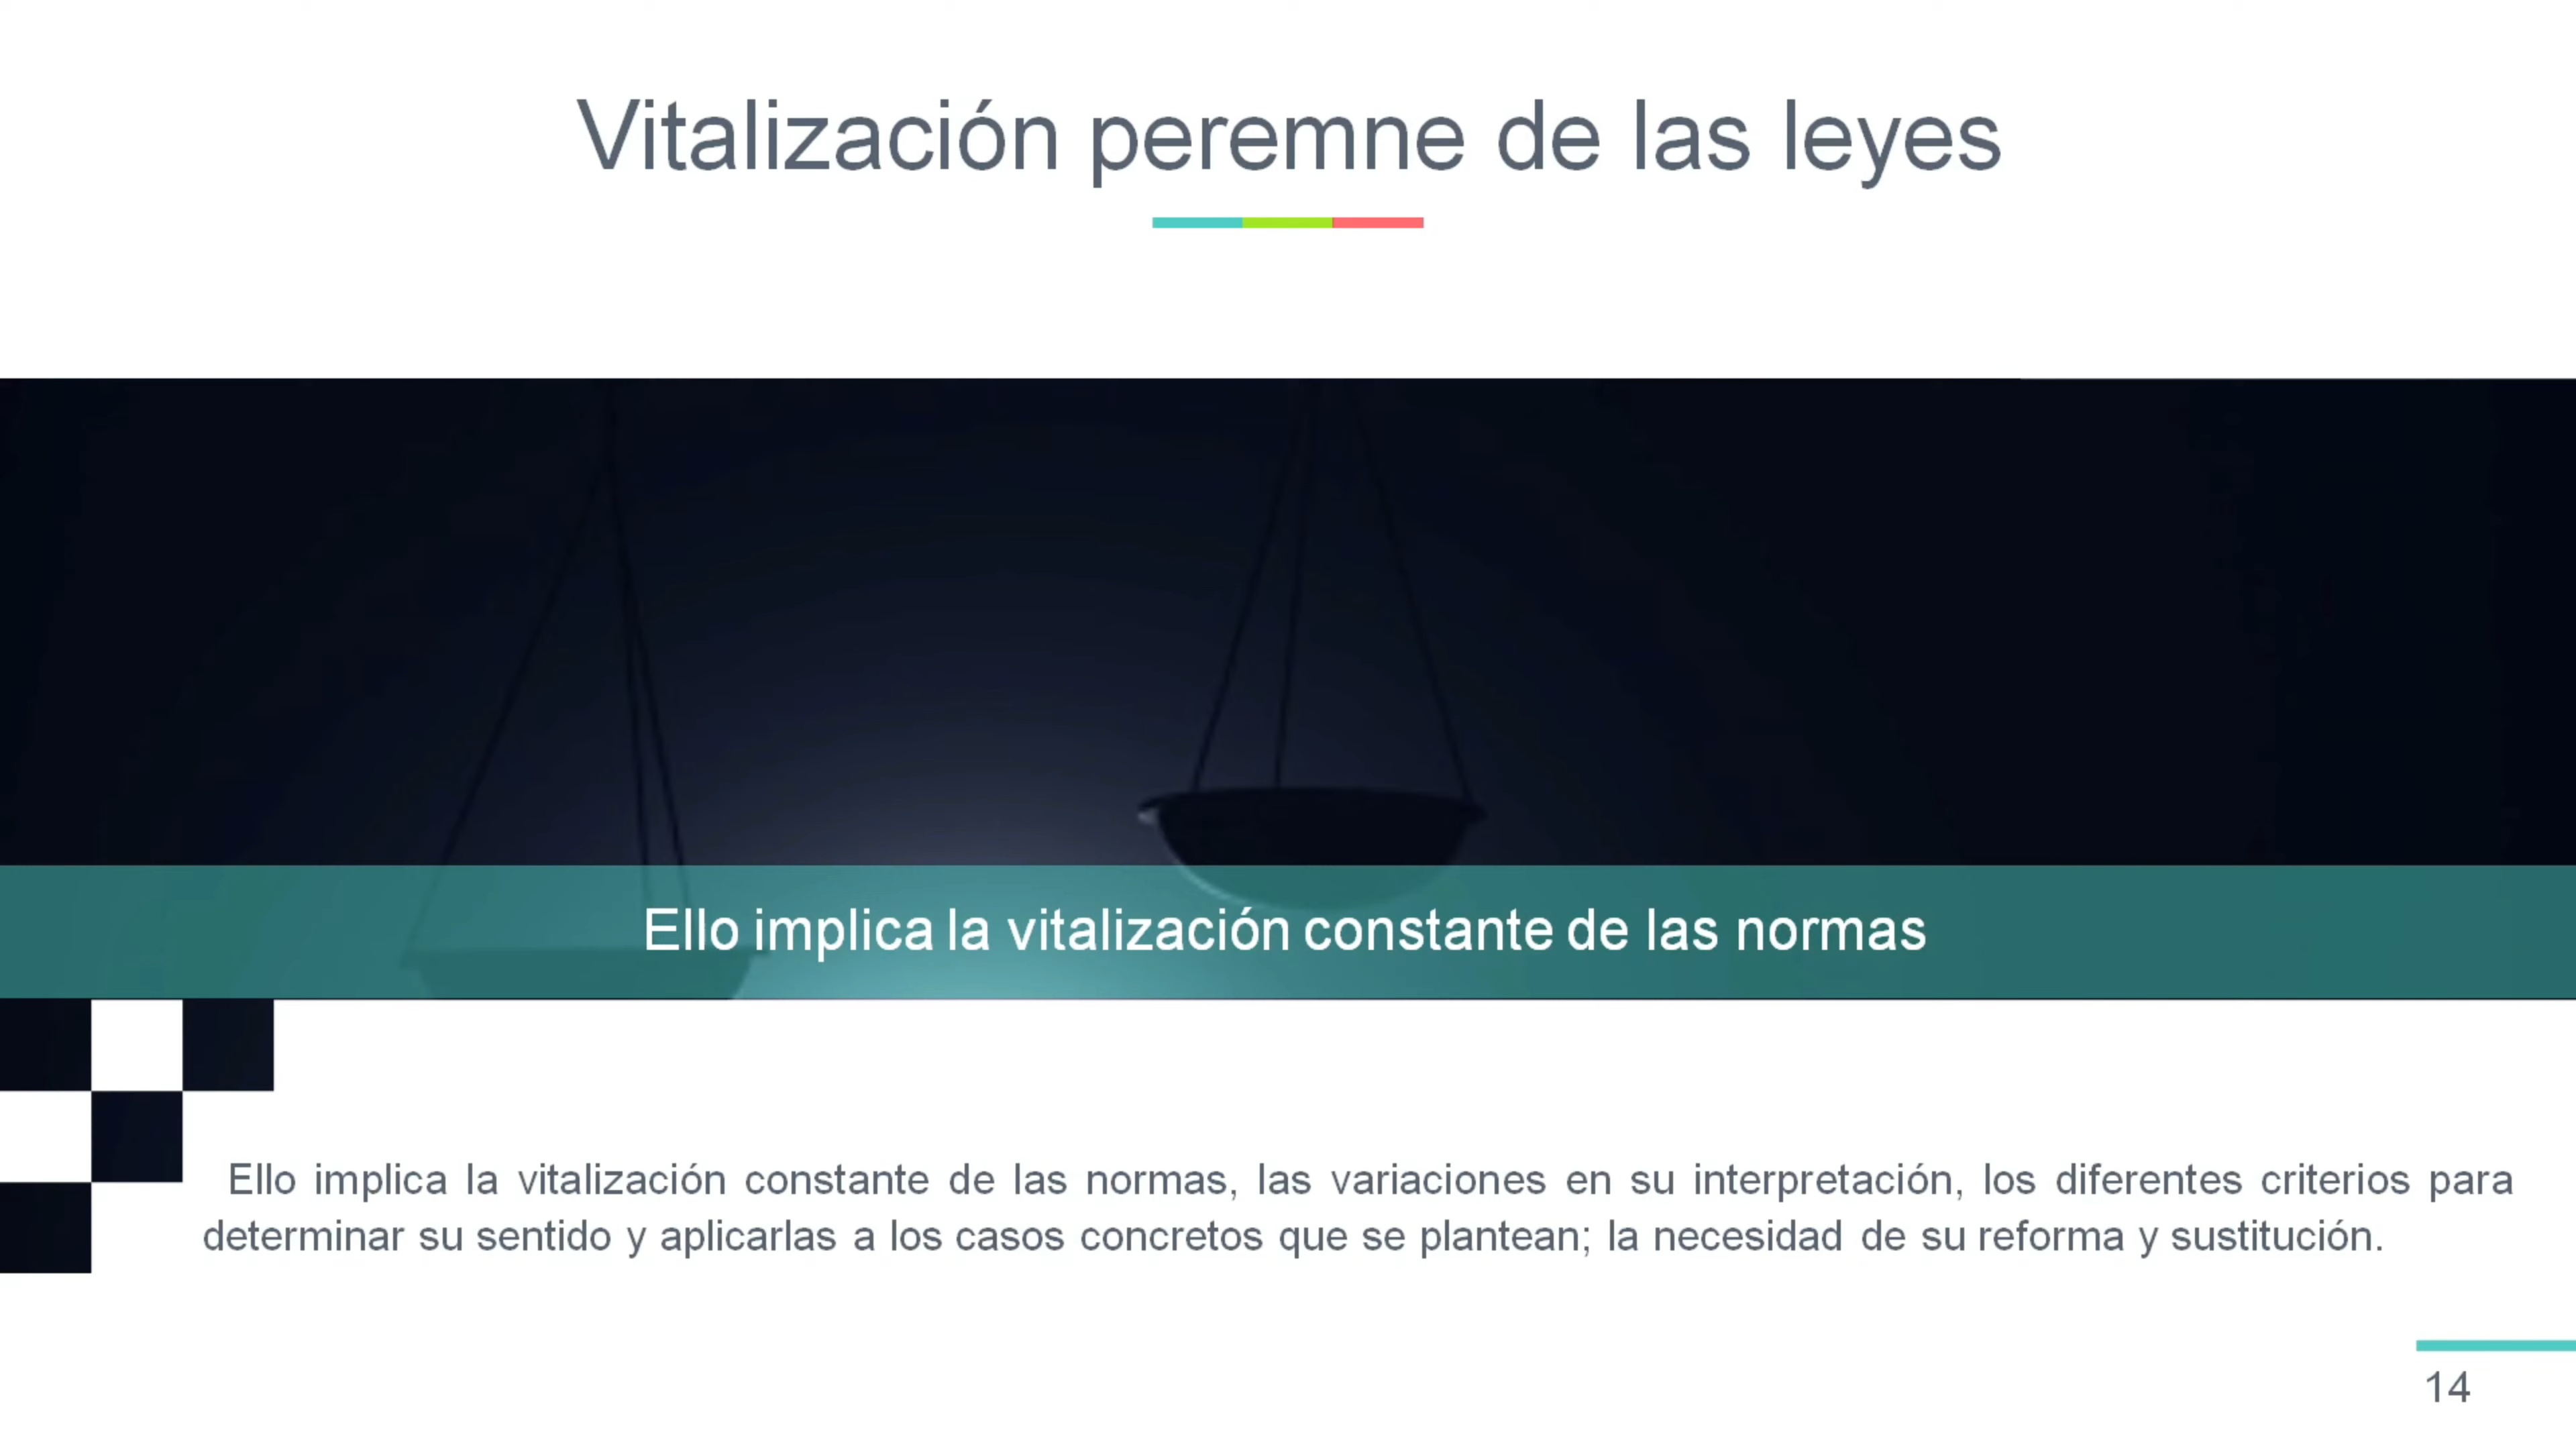 Vitalización peremne de las leyes
Ello implica la vitalización constante de las normas
Ello implica la vitalización constante de las normas, las variaciones en su interpretación, los diferentes criterios para
determinar su sentido y aplicarlas a los casos concretos que se plantean; la necesidad de su reforma y sustitución.
14